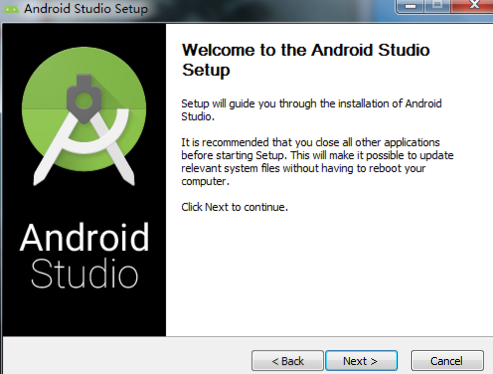 Android Studio Setup
Welcome to the Android Studio
Setup
Setup will guide you through the installation of Android
Studio.
It is recommended that you close all other applications
before starting Setup. This will make it possible to update
relevant system files without having to reboot your
computer.
Click Next to continue.
Android
Studio
< Back Next > Cancel